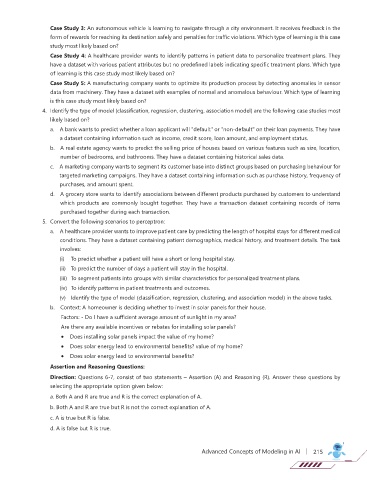 Case Study 3: An autonomous vehicle is learning to navigate through a city environment. It receives feedback in the
form of rewards for reaching its destination safely and penalties for traffic violations. Which type of learning is this case
study most likely based on?
Case Study 4: A healthcare provider wants to identify patterns in patient data to personalize treatment plans. They
have a dataset with various patient attributes but no predefined labels indicating specific treatment plans. Which type
of learning is this case study most likely based on?
Case Study 5: A manufacturing company wants to optimize its production process by detecting anomalies in sensor
data from machinery. They have a dataset with examples of normal and anomalous behaviour. Which type of learning
is this case study most likely based on?
4. Identify the type of model (classification, regression, clustering, association model) are the following case studies most
likely based on?
a. A bank wants to predict whether a loan applicant will "default" or "non-default" on their loan payments. They have
a dataset containing information such as income, credit score, loan amount, and employment status.
b. A real estate agency wants to predict the selling price of houses based on various features such as size, location,
number of bedrooms, and bathrooms. They have a dataset containing historical sales data.
c. A marketing company wants to segment its customer base into distinct groups based on purchasing behaviour for
targeted marketing campaigns. They have a dataset containing information such as purchase history, frequency of
purchases, and amount spent.
d. A grocery store wants to identify associations between different products purchased by customers to understand
which products are commonly bought together. They have a transaction dataset containing records of items
purchased together during each transaction.
5. Convert the following scenarios to perceptron:
a. A healthcare provider wants to improve patient care by predicting the length of hospital stays for different medical
conditions. They have a dataset containing patient demographics, medical history, and treatment details. The task
involves:
(i) To predict whether a patient will have a short or long hospital stay.
(ii) To predict the number of days a patient will stay in the hospital.
(iii) To segment patients into groups with similar characteristics for personalized treatment plans.
(iv) To identify patterns in patient treatments and outcomes.
(v) Identify the type of model (classification, regression, clustering, and association model) in the above tasks.
b. Context: A homeowner is deciding whether to invest in solar panels for their house.
Factors: - Do I have a sufficient average amount of sunlight in my area?
Are there any available incentives or rebates for installing solar panels?
• Does installing solar panels impact the value of my home?
• Does solar energy lead to environmental benefits? value of my home?
• Does solar energy lead to environmental benefits?
Assertion and Reasoning Questions:
Direction: Questions 6-7, consist of two statements – Assertion (A) and Reasoning (R). Answer these questions by
selecting the appropriate option given below:
a. Both A and R are true and R is the correct explanation of A.
b. Both A and R are true but R is not the correct explanation of A.
c. A is true but R is false.
d. A is false but R is true.
Advanced Concepts of Modeling in AI | 215